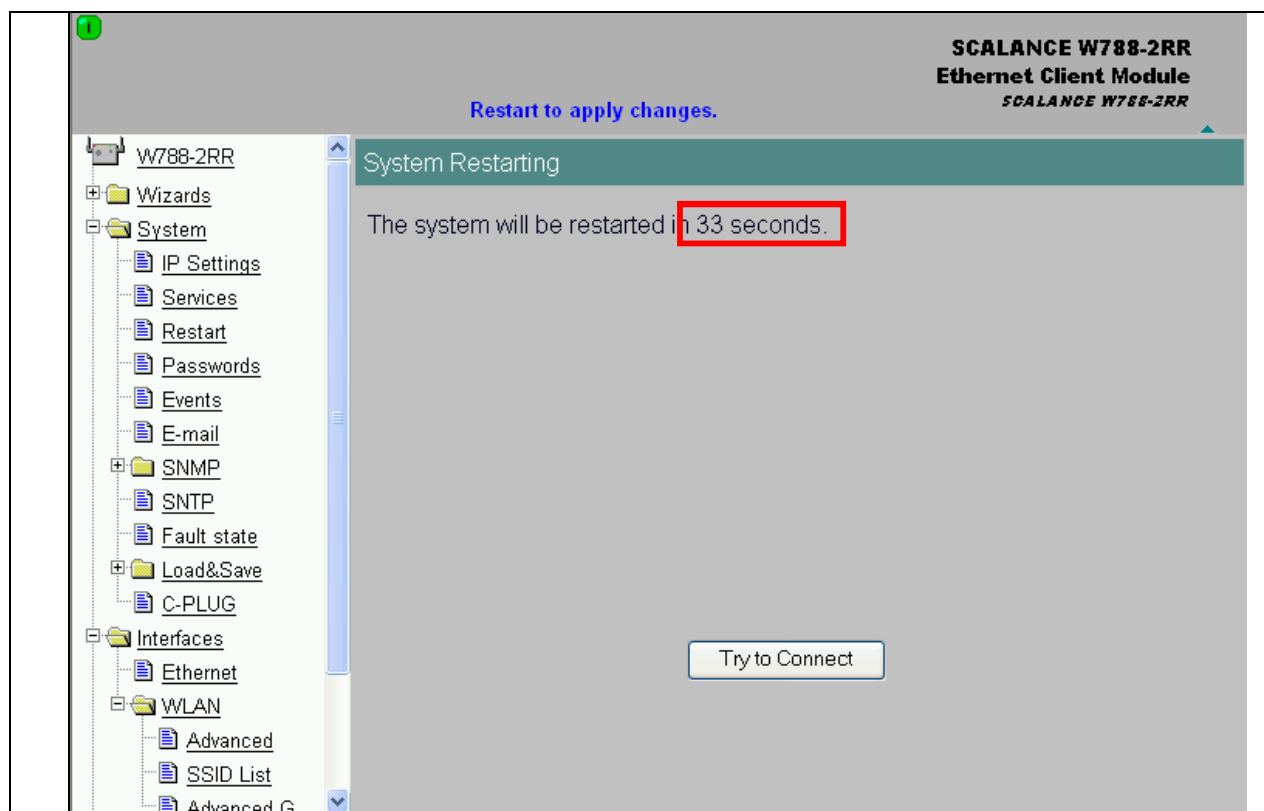 SCALANCE W788-2RR
Ethernet Client Module
SCALANCE W788-2RR
Restart to apply changes.
W788-2RR
Wizards
System
IP Settings
Services
Restart
Passwords
Events
E-mail
SNMP
SNTP
Fault state
Load&Save
C-PLUG
Interfaces
Ethernet
WLAN
Advanced
SSID List
Advanced G
System Restarting
The system will be restarted in 33 seconds.
Try to Connect